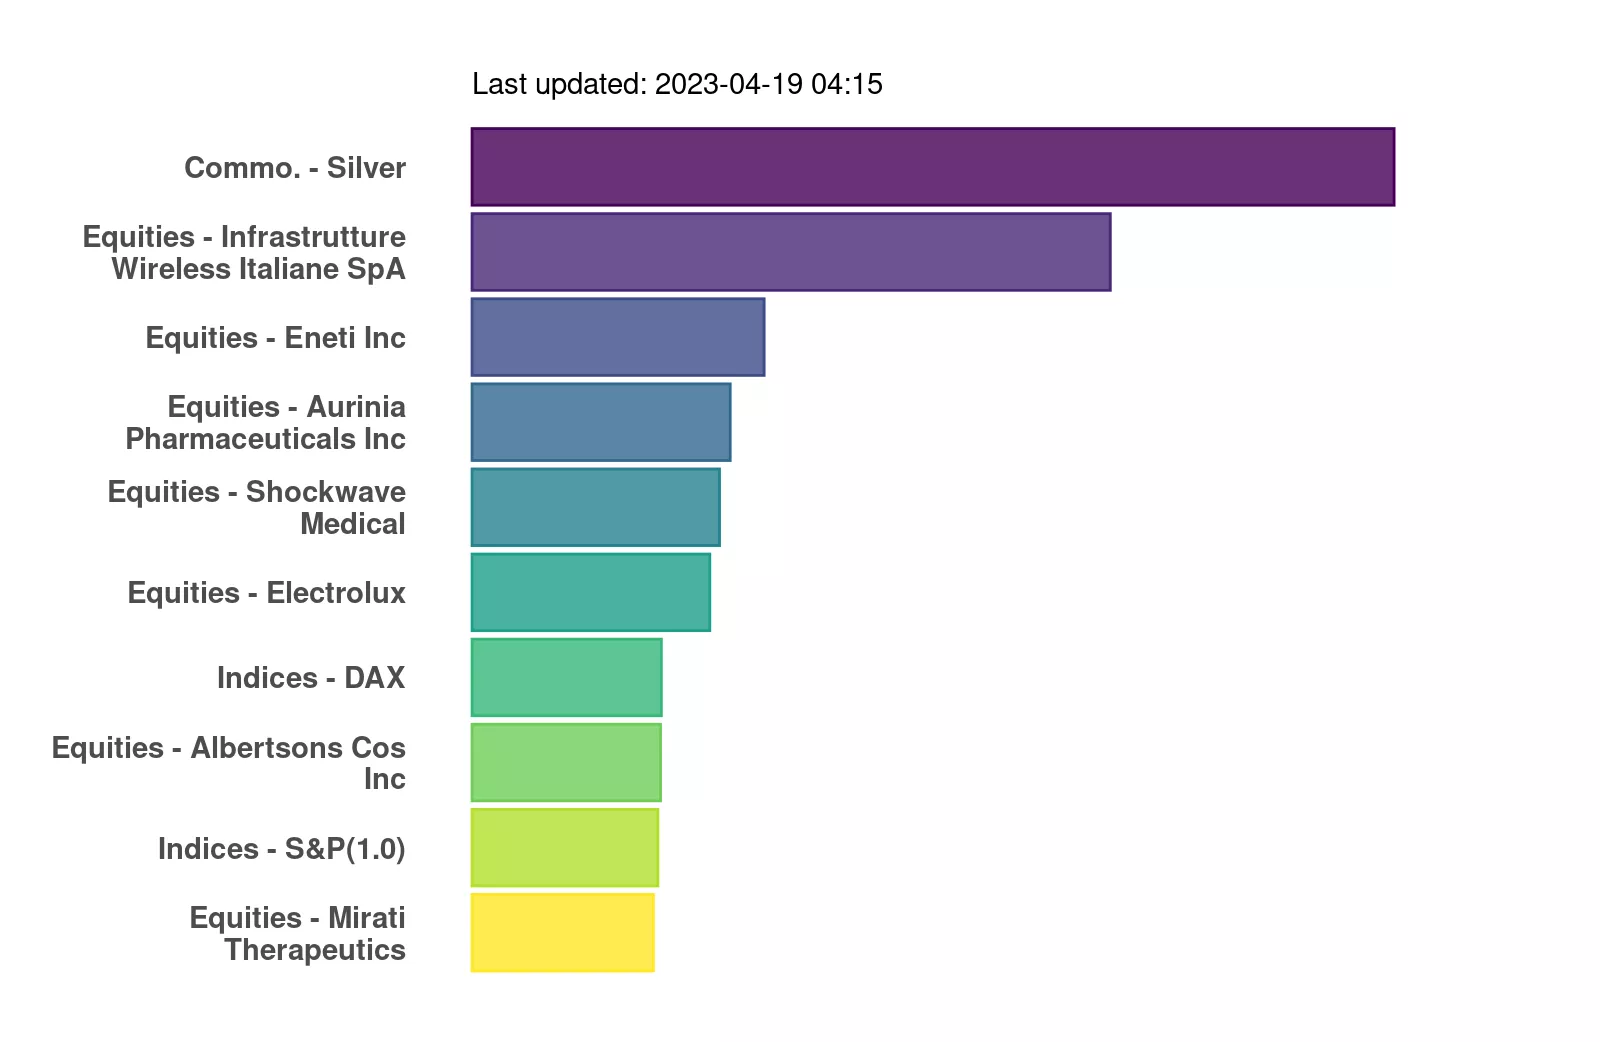 Last updated: 2023-04-19 04:15
Commo. - Silver
Equities - Infrastrutture
Wireless Italiane SpA
Equities - Eneti Inc
Equities - Aurinia
Pharmaceuticals Inc
Equities - Shockwave
Medical
Equities - Electrolux
Indices - DAX
Equities - Albertsons Cos
Inc
Indices - S&P(1.0)
Equities - Mirati
Therapeutics